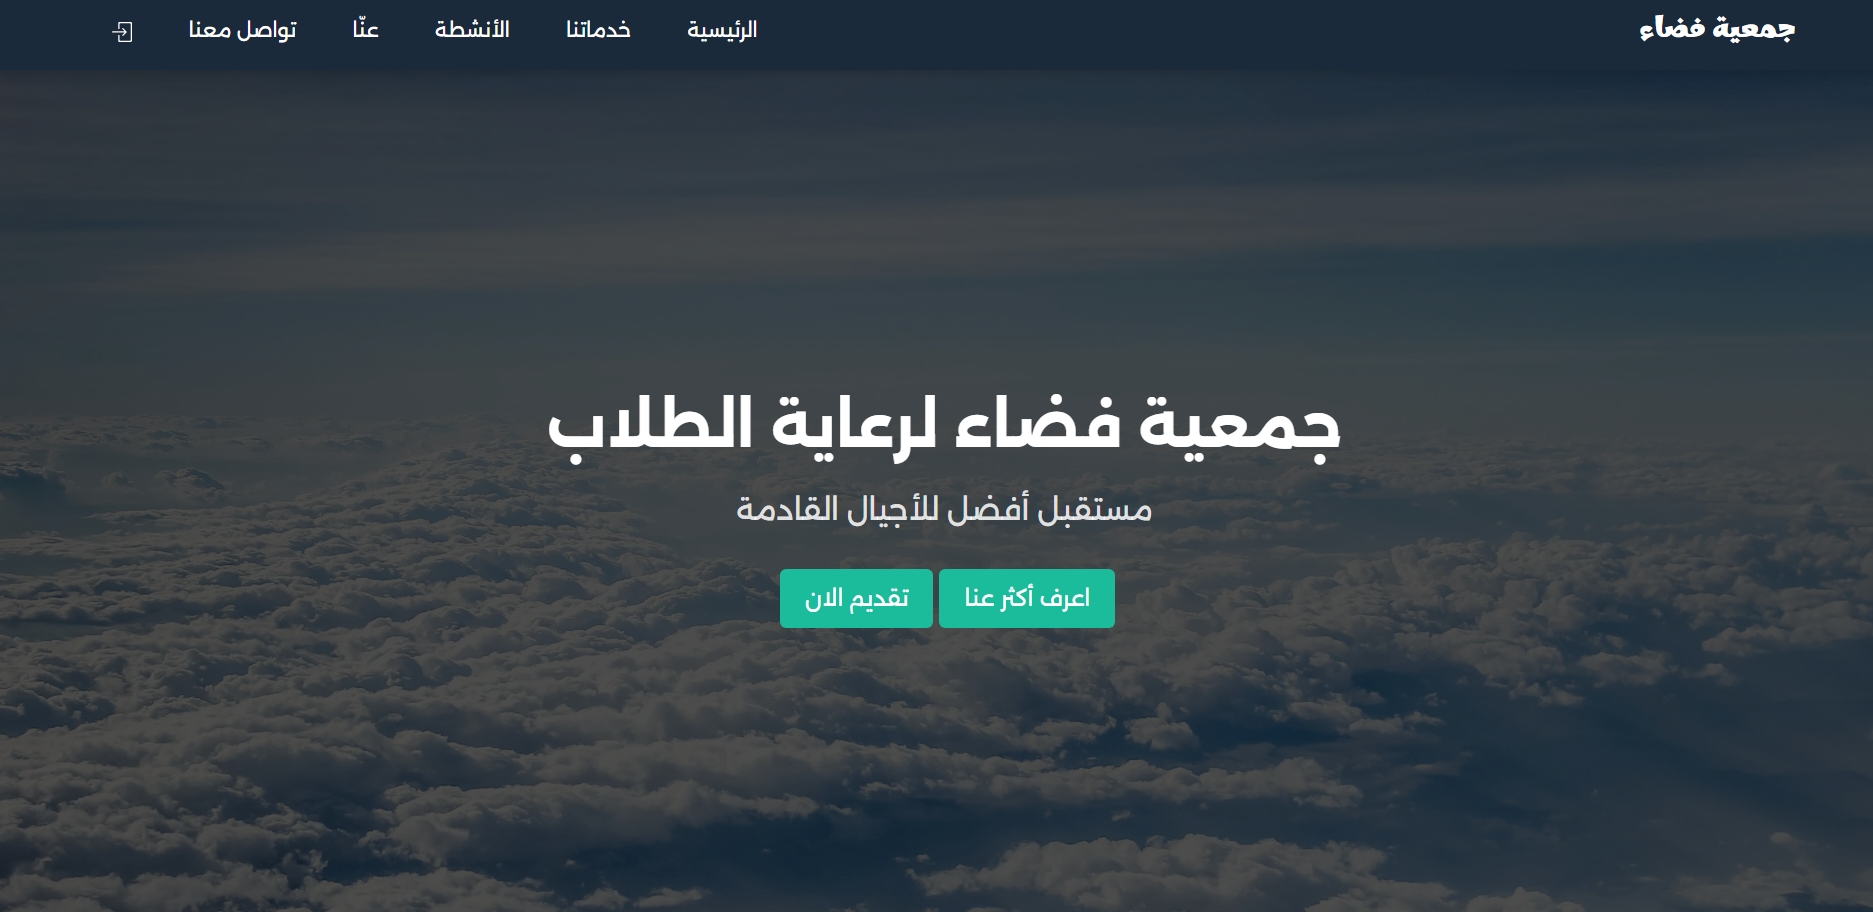 جمعية فضاء
الرئيسية
خدماتنا
الأنشطة
عنّا
تواصل معنا
جمعية فضاء لرعاية الطلاب
مستقبل أفضل للأجيال القادمة
اعرف أكثر عنا
تقديم الان